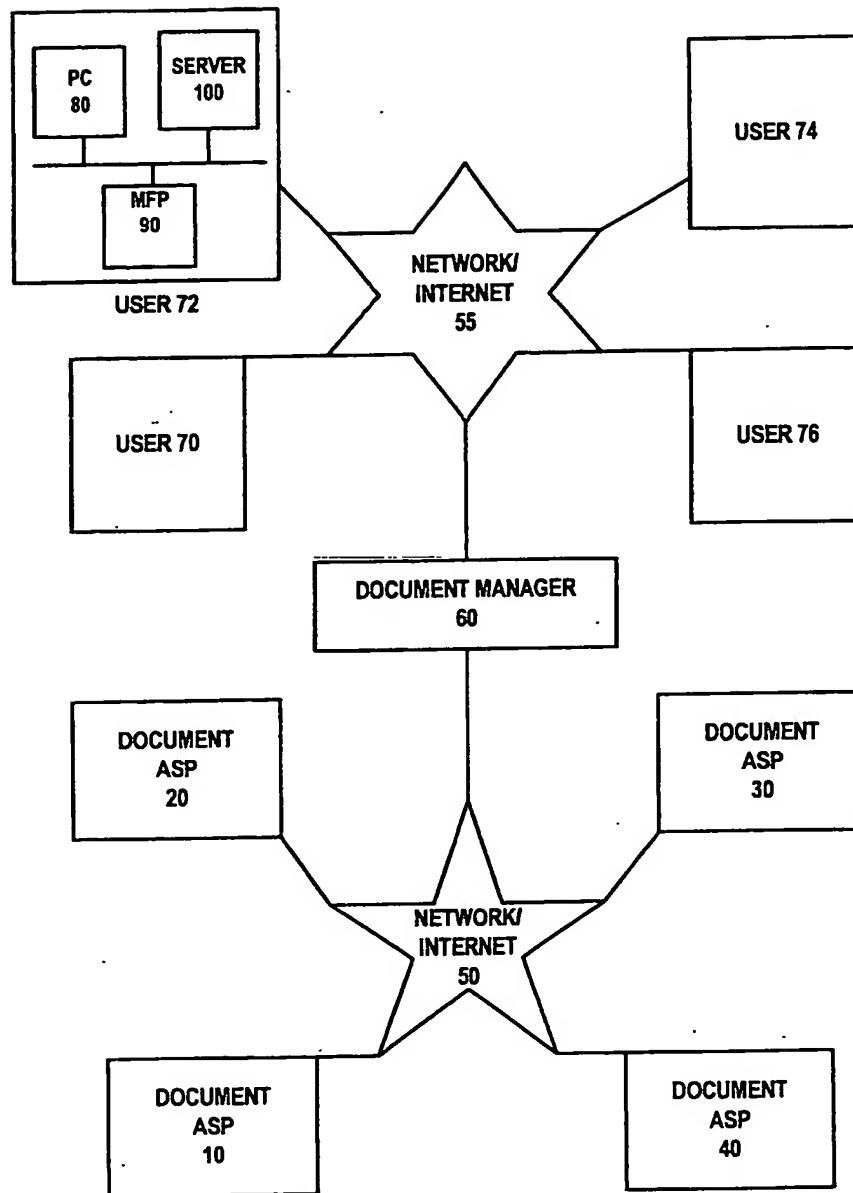 PC
80
SERVER
100
MFP
90
USER 72
USER 74
NETWORK/
INTERNET
55
USER 70
USER 76
DOCUMENT MANAGER
60
DOCUMENT
ASP
20
DOCUMENT
ASP
30
NETWORK/
INTERNET
50
DOCUMENT
ASP
10
DOCUMENT
ASP
40